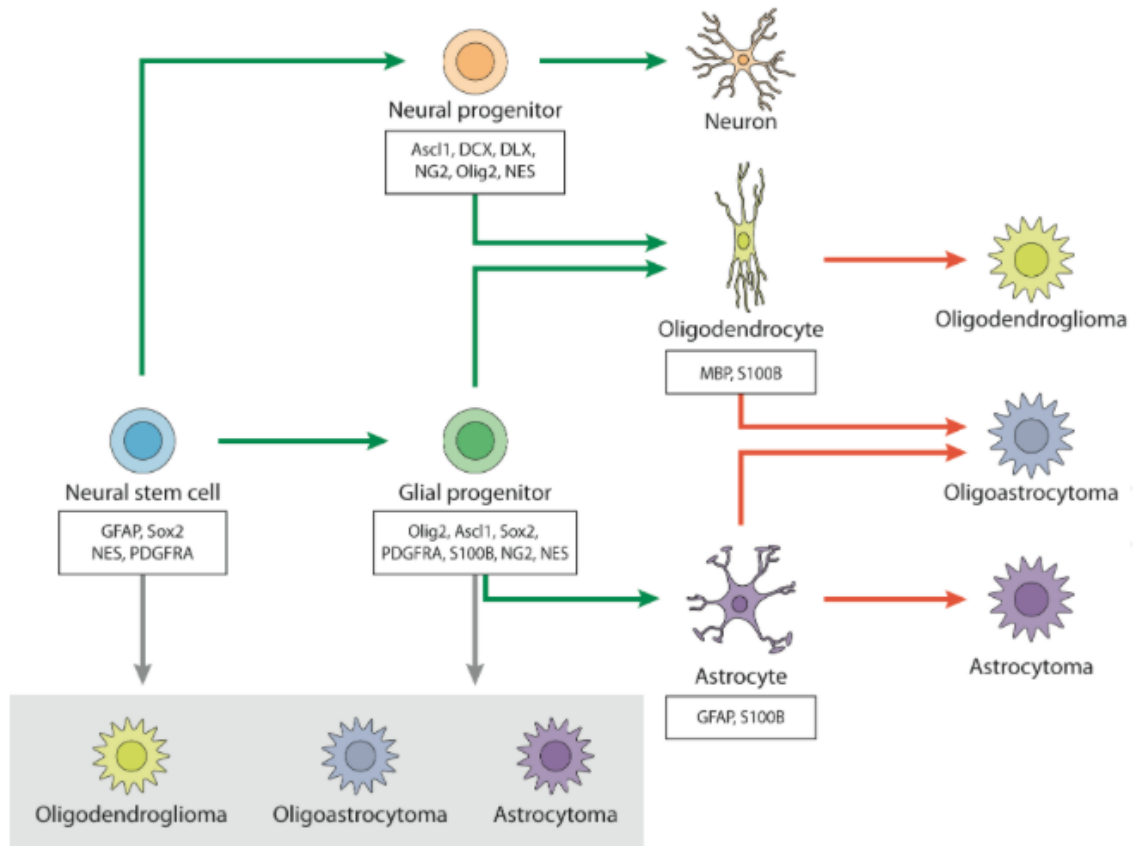 Neural progenitor
Ascl1, DCX, DLX,
NG2, Olig2, NES
Neuron
Oligodendrocyte
MBP, S100B
Oligodendroglioma
Neural stem cell
GFAP, Sox2
NES, PDGFRA
Glial progenitor
Olig2, Ascl1, Sox2,
PDGFRA, S100B, NG2, NES
Oligoastrocytoma
Astrocyte
GFAP, S100B
Astrocytoma
Oligodendroglioma
Oligoastrocytoma
Astrocytoma